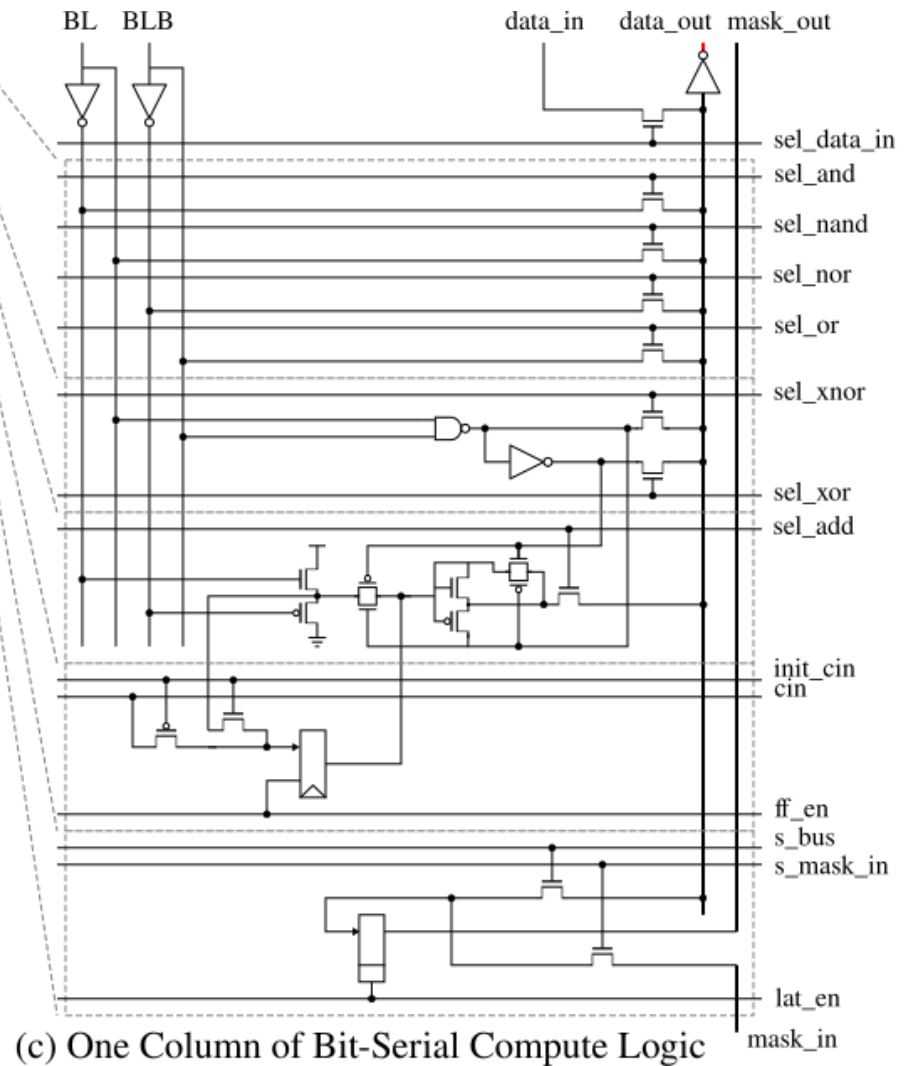 BL BLB data_in data_out mask_out
sel_data_in
sel_and
sel_nand
sel_nor
sel_or
sel_xnor
sel_xor
sel_add
init_cin
cin
ff_en
s_bus
s_mask_in
lat_en
mask_in
(c) One Column of Bit-Serial Compute Logic